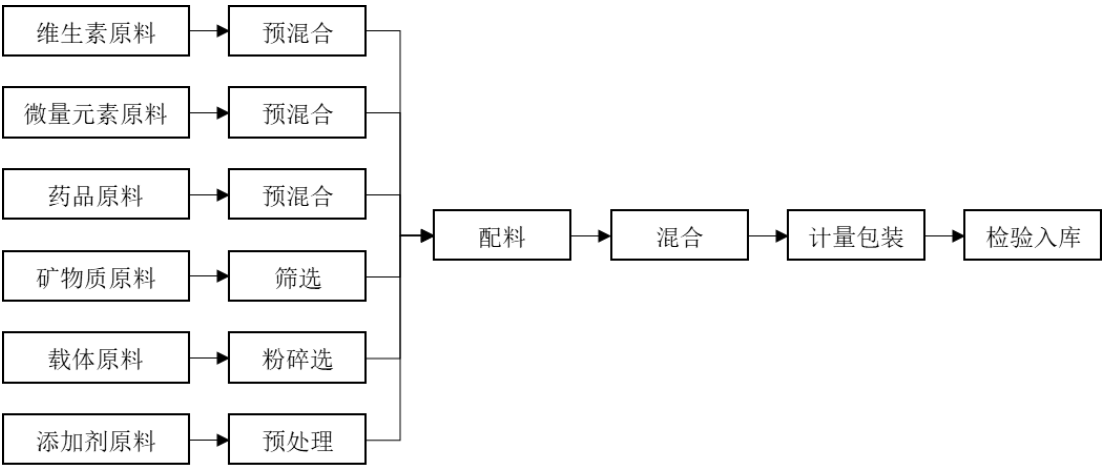 维生素原料
预混合
微量元素原料
预混合
药品原料
预混合
矿物质原料
筛选
载体原料
粉碎选
添加剂原料
预处理
配料
混合
计量包装
检验入库